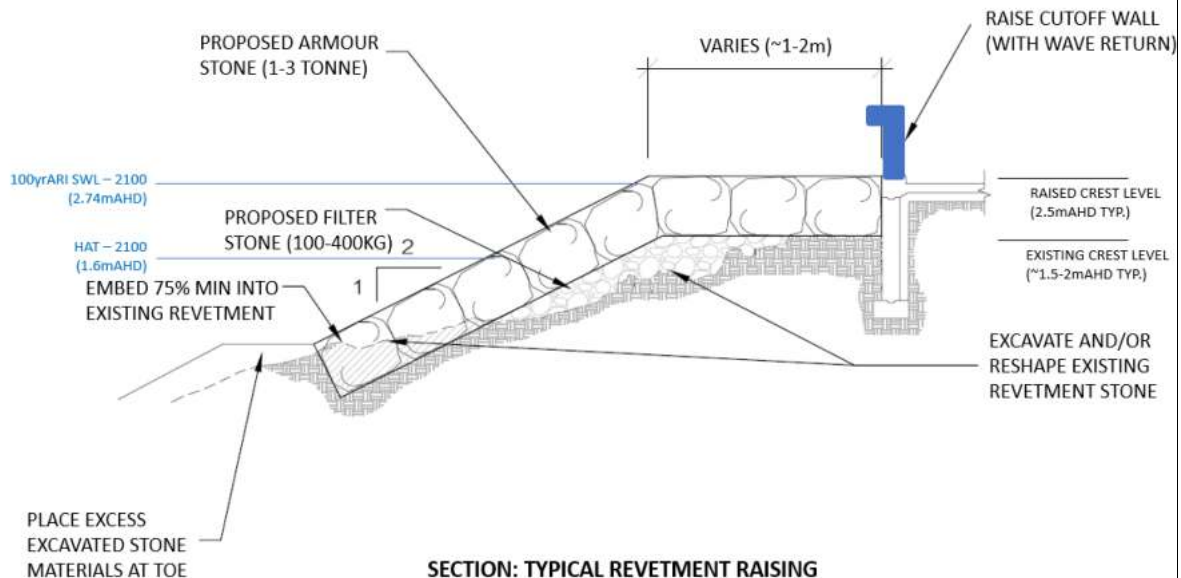 RAISE CUTOFF WALL
(WITH WAVE RETURN)
PROPOSED ARMOUR
STONE (1-3 TONNE)
VARIES (~1-2m)
100yrARI SWL – 2100
(2.74mAHD)
RAISED CREST LEVEL
(2.5mAHD TYP.)
PROPOSED FILTER
STONE (100-400KG)
HAT – 2100
(1.6mAHD)
2
1
EXISTING CREST LEVEL
(~1.5-2mAHD TYP.)
EMBED 75% MIN INTO
EXISTING REVETMENT
EXCAVATE AND/OR
RESHAPE EXISTING
REVETMENT STONE
PLACE EXCESS
EXCAVATED STONE
MATERIALS AT TOE
SECTION: TYPICAL REVETMENT RAISING